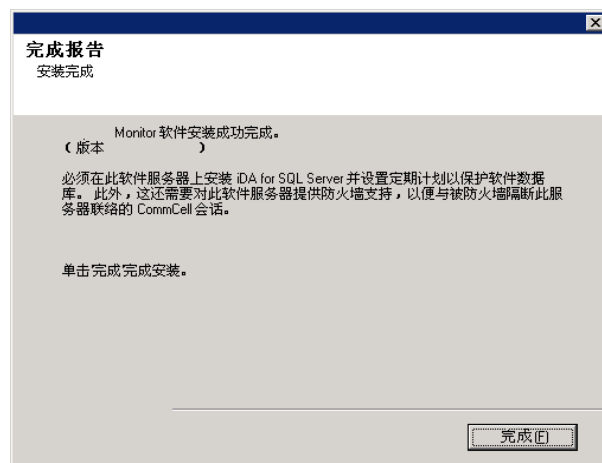 完成报告
安装完成
Monitor 软件安装成功完成。
( 版本 )
必须在此软件服务器上安装 iDA for SQL Server 并设置定期计划以保护软件数据
库。 此外，这还需要对此软件服务器提供防火墙支持，以便与被防火墙隔断此服
务器联络的 CommCell 会话。
单击'完成'完成安装。
完成(F)